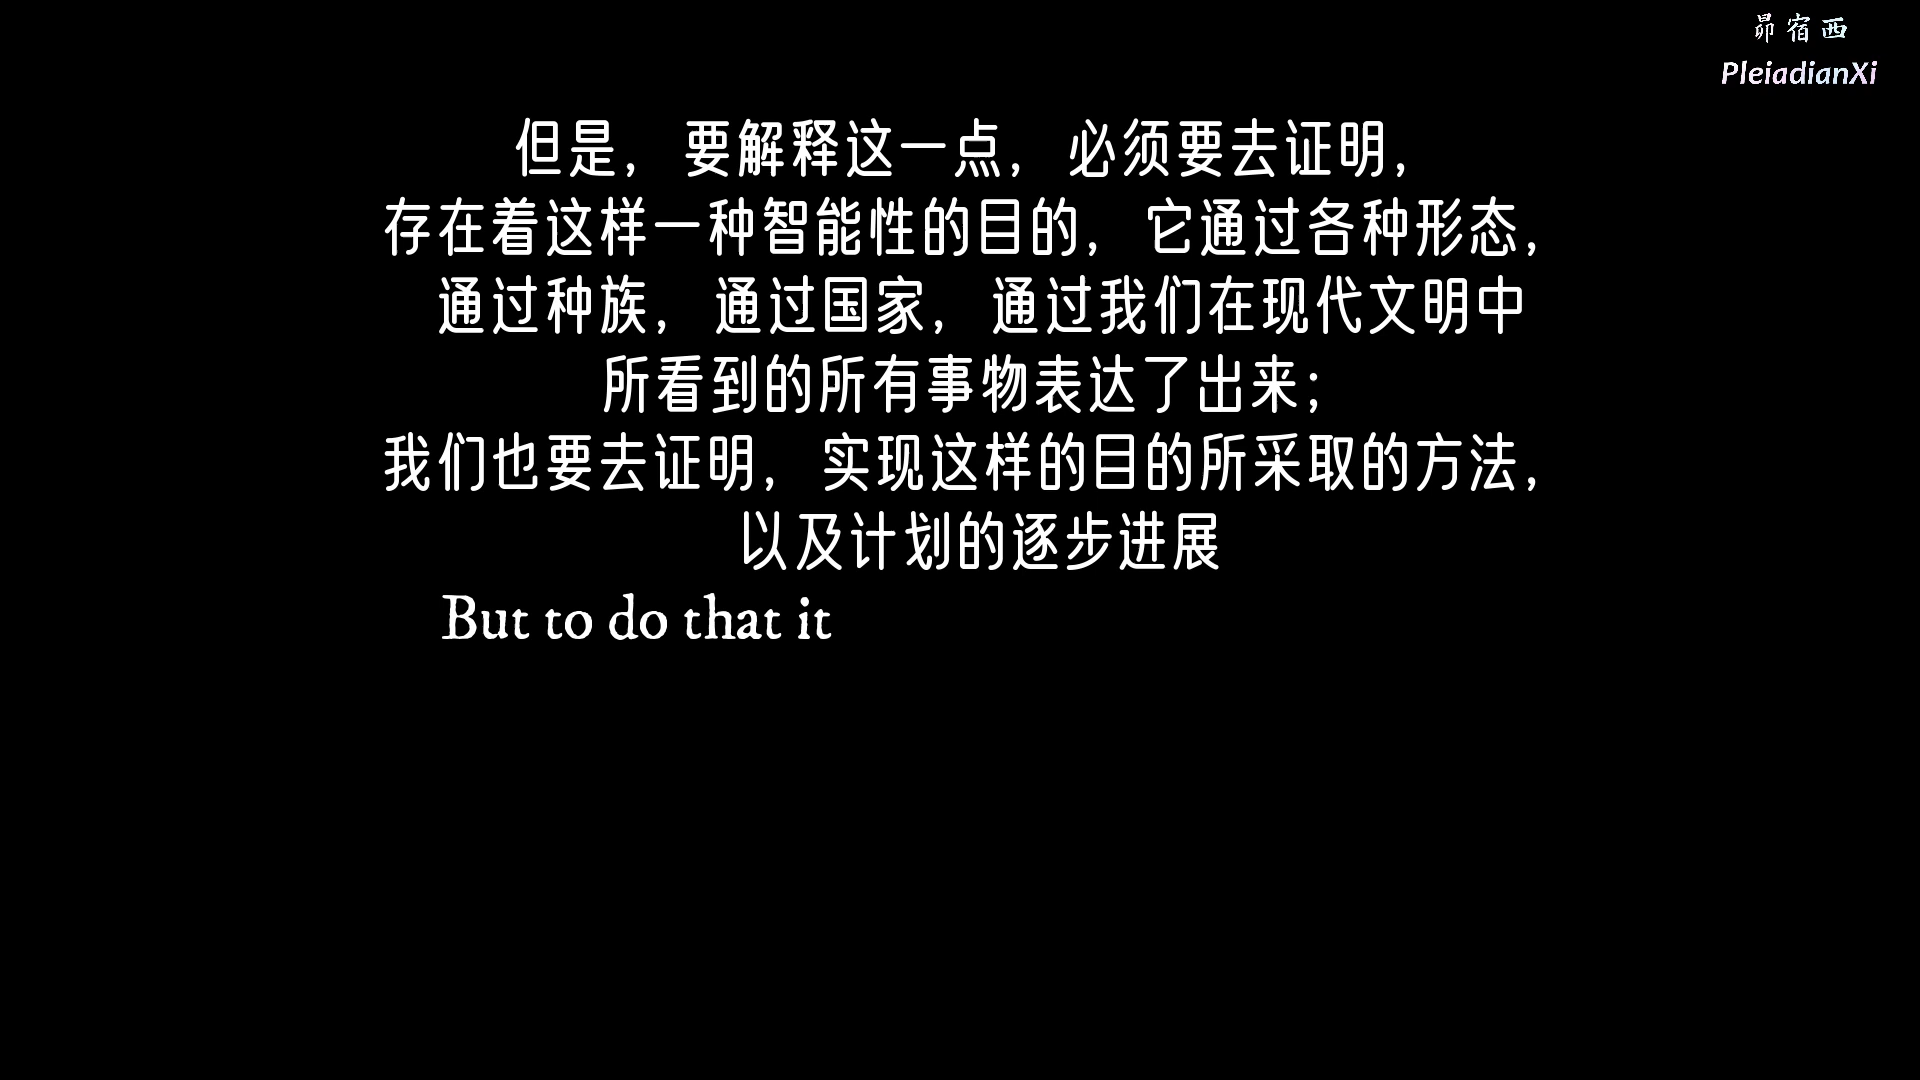 昴宿西
PleiadianXi
但是，要解释这一点，必须要去证明，
存在着这样一种智能性的目的，它通过各种形态，
通过种族，通过国家，通过我们在现代文明中
所看到的所有事物表达了出来；
我们也要去证明，实现这样的目的所采取的方法，
以及计划的逐步进展
But to do that it